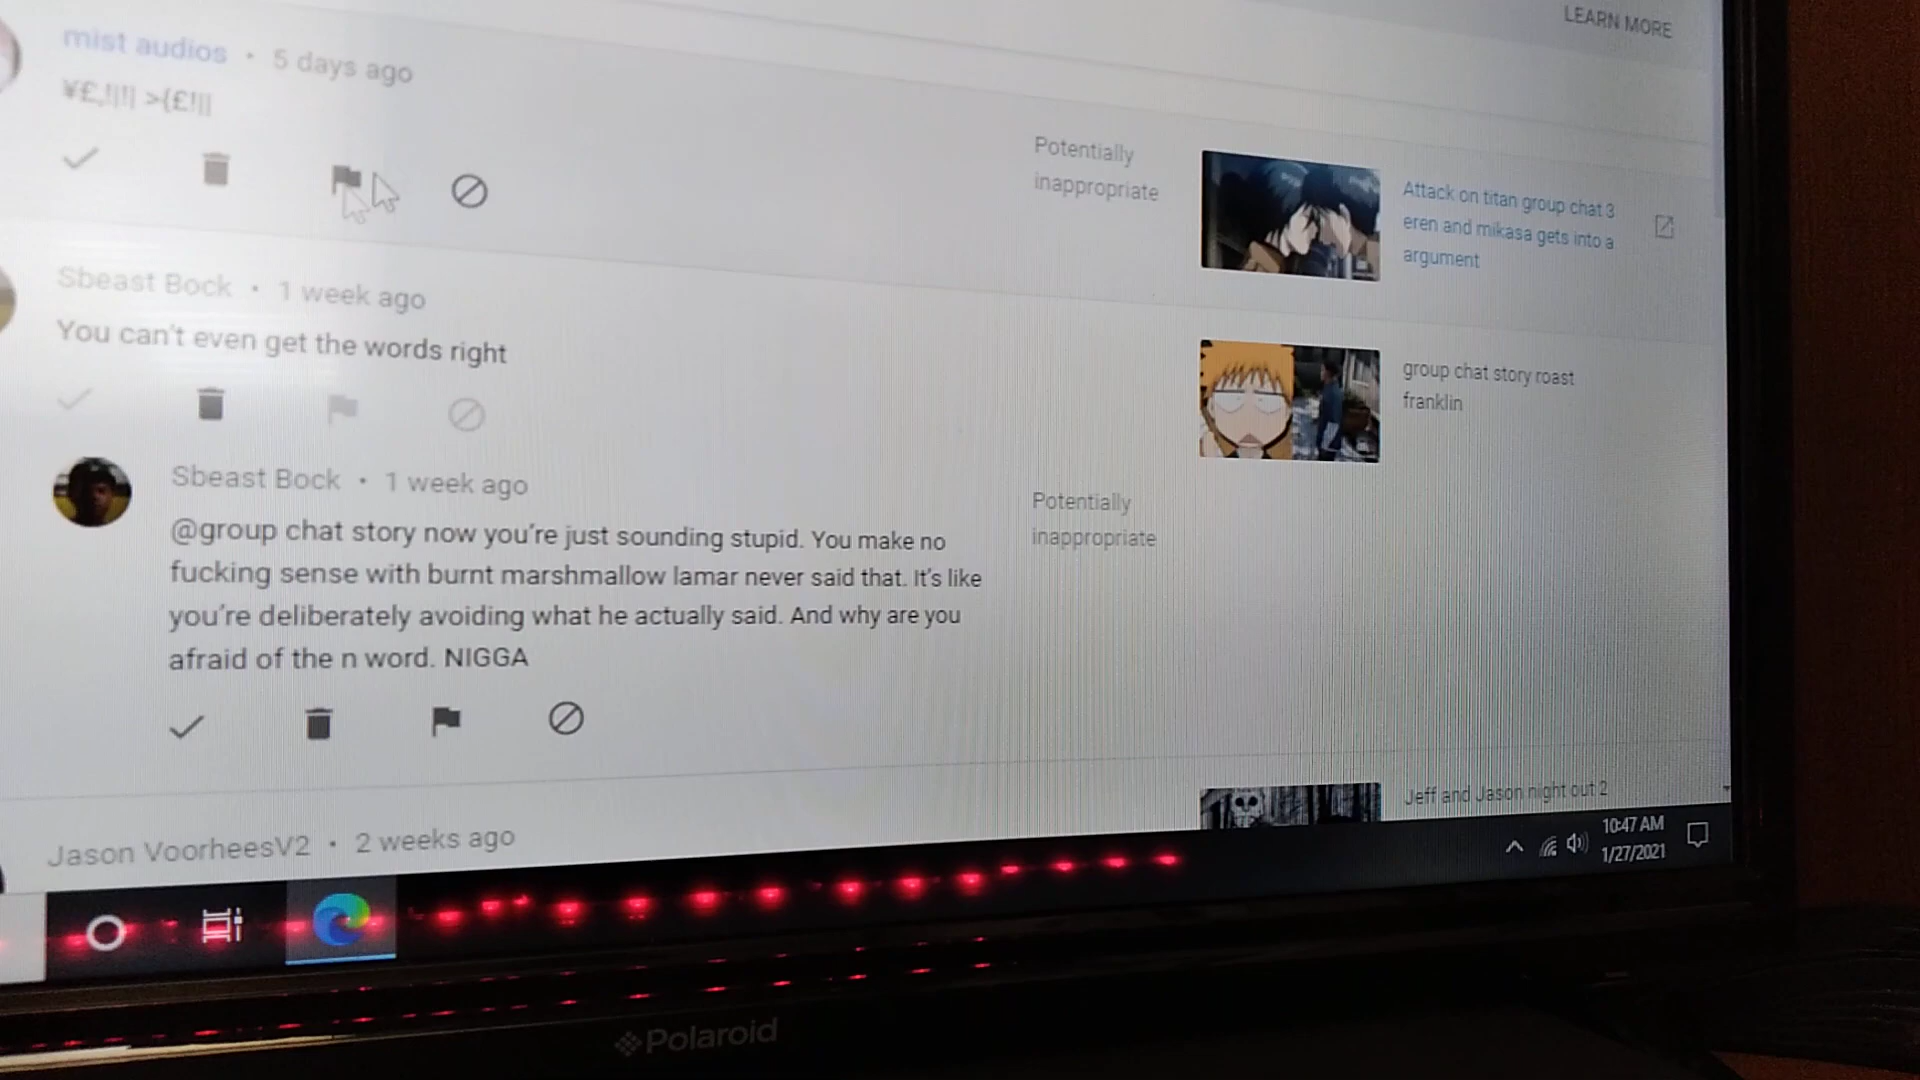 LEARN MORE
mist audios • 5 days ago
Potentially
inappropriate
Attack on titan group chat 3
eren and mikasa gets into a
argument
Sbeast Bock • 1 week ago
You can't even get the words right
group chat story roast
franklin
Sbeast Bock • 1 week ago
@group chat story now you're just sounding stupid. You make no
fucking sense with burnt marshmallow lamar never said that. It's like
you're deliberately avoiding what he actually said. And why are you
afraid of the n word. NIGGA
Potentially
inappropriate
Jeff and Jason night out 2
Jason VoorheesV2 • 2 weeks ago
10:47 AM
1/27/2021
Polaroid